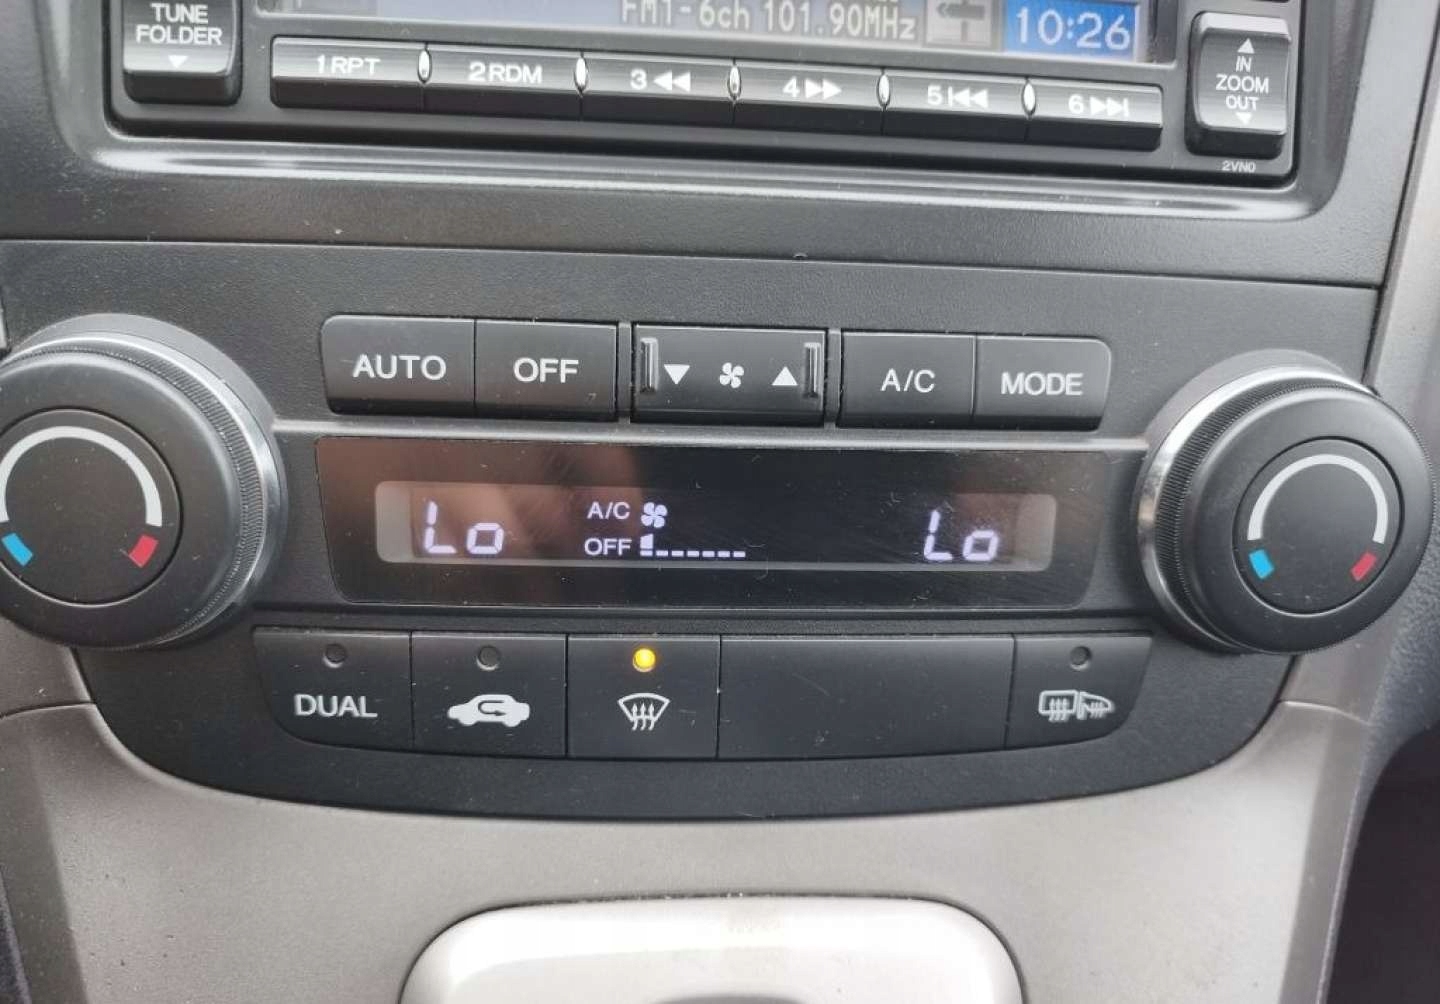 TUNE
FOLDER
FM1-6ch 101.90MHz
10:26
1 RPT
2 RDM
3
4
5
6
IN
ZOOM
OUT
2VN0
AUTO
OFF
A/C
MODE
Lo
A/C
OFF
Lo
DUAL